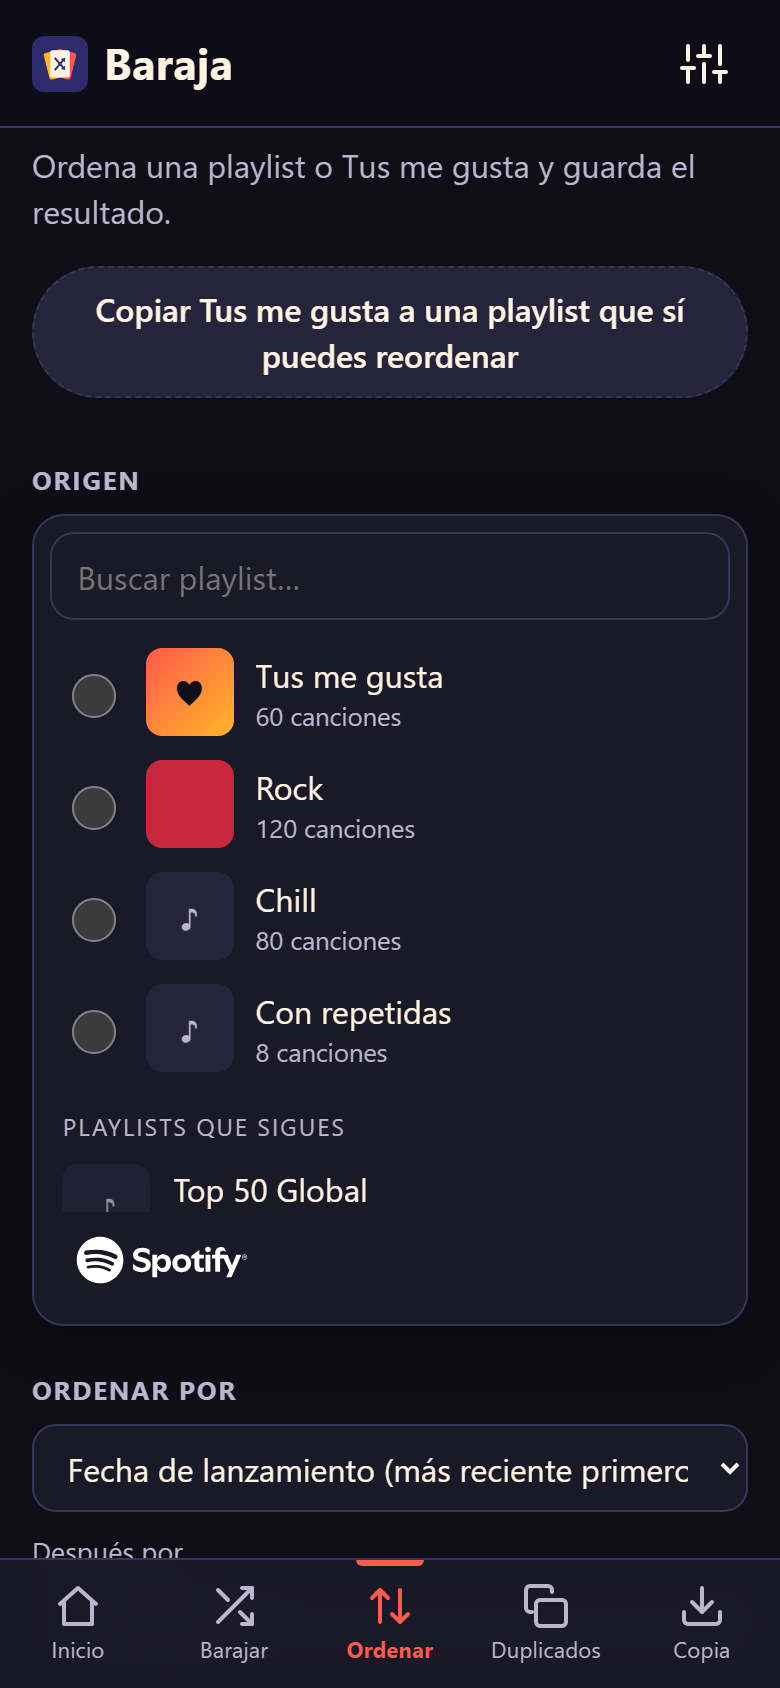 Baraja
Ordena una playlist o Tus me gusta y guarda el
resultado.
Copiar Tus me gusta a una playlist que sí
puedes reordenar
ORIGEN
Buscar playlist...
Tus me gusta
60 canciones
Rock
120 canciones
Chill
80 canciones
Con repetidas
8 canciones
PLAYLISTS QUE SIGUES
Top 50 Global
Spotify®
ORDENAR POR
Fecha de lanzamiento (más reciente primero
Después por
Inicio
Barajar
Ordenar
Duplicados
Copia